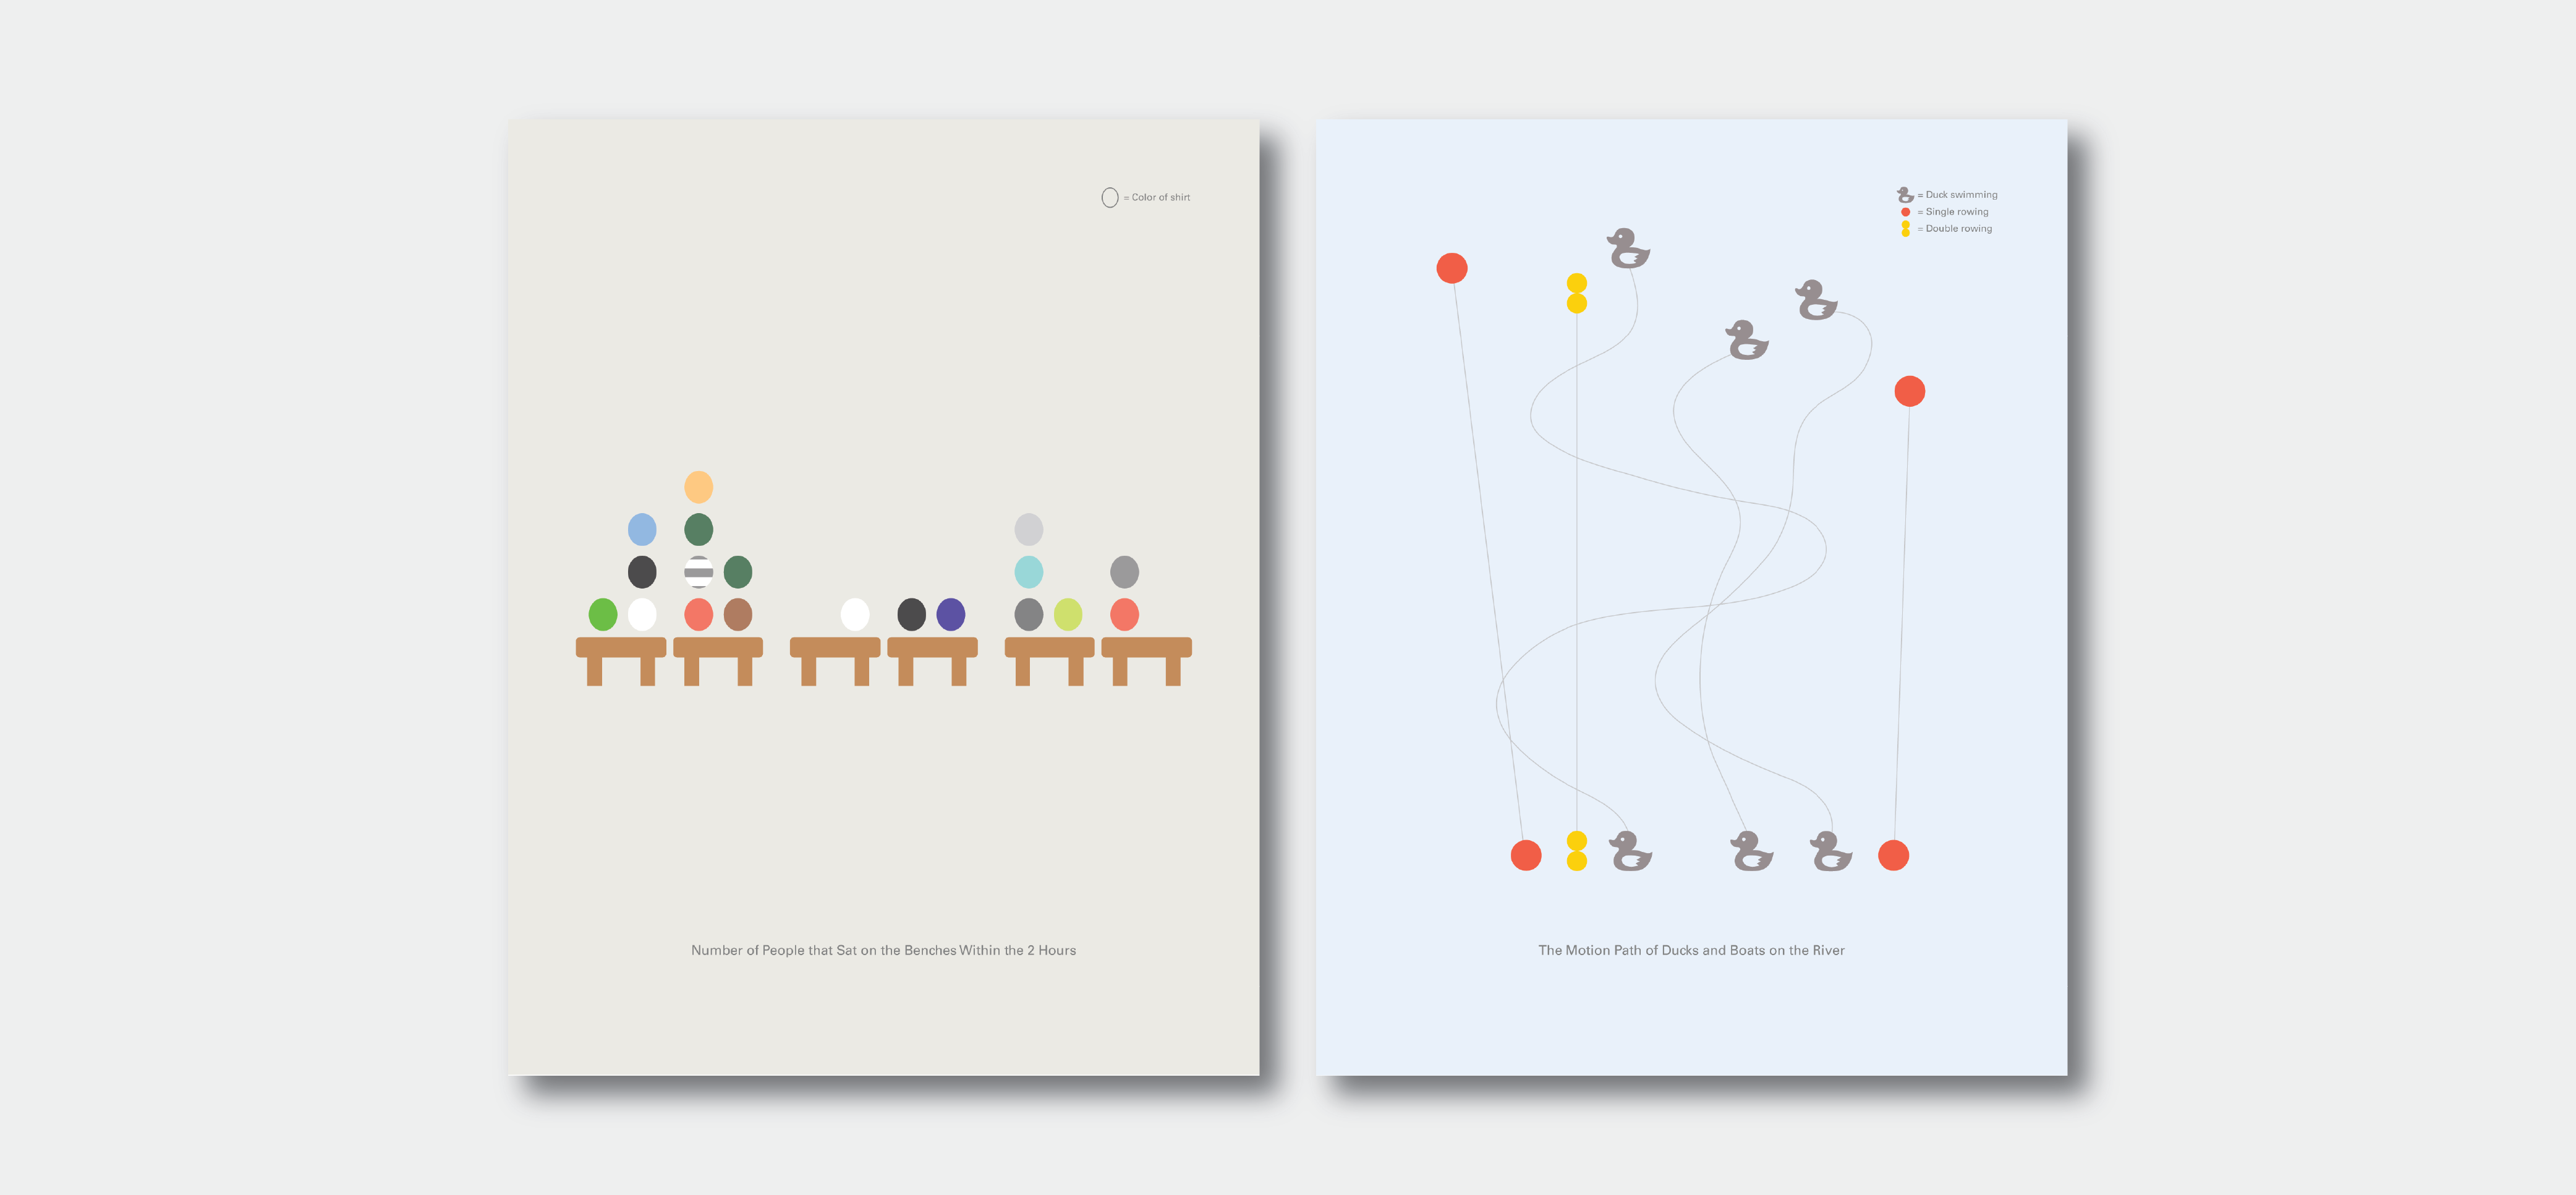 = Color of shirt
Number of People that Sat on the Benches Within the 2 Hours
= Duck swimming
= Single rowing
= Double rowing
The Motion Path of Ducks and Boats on the River